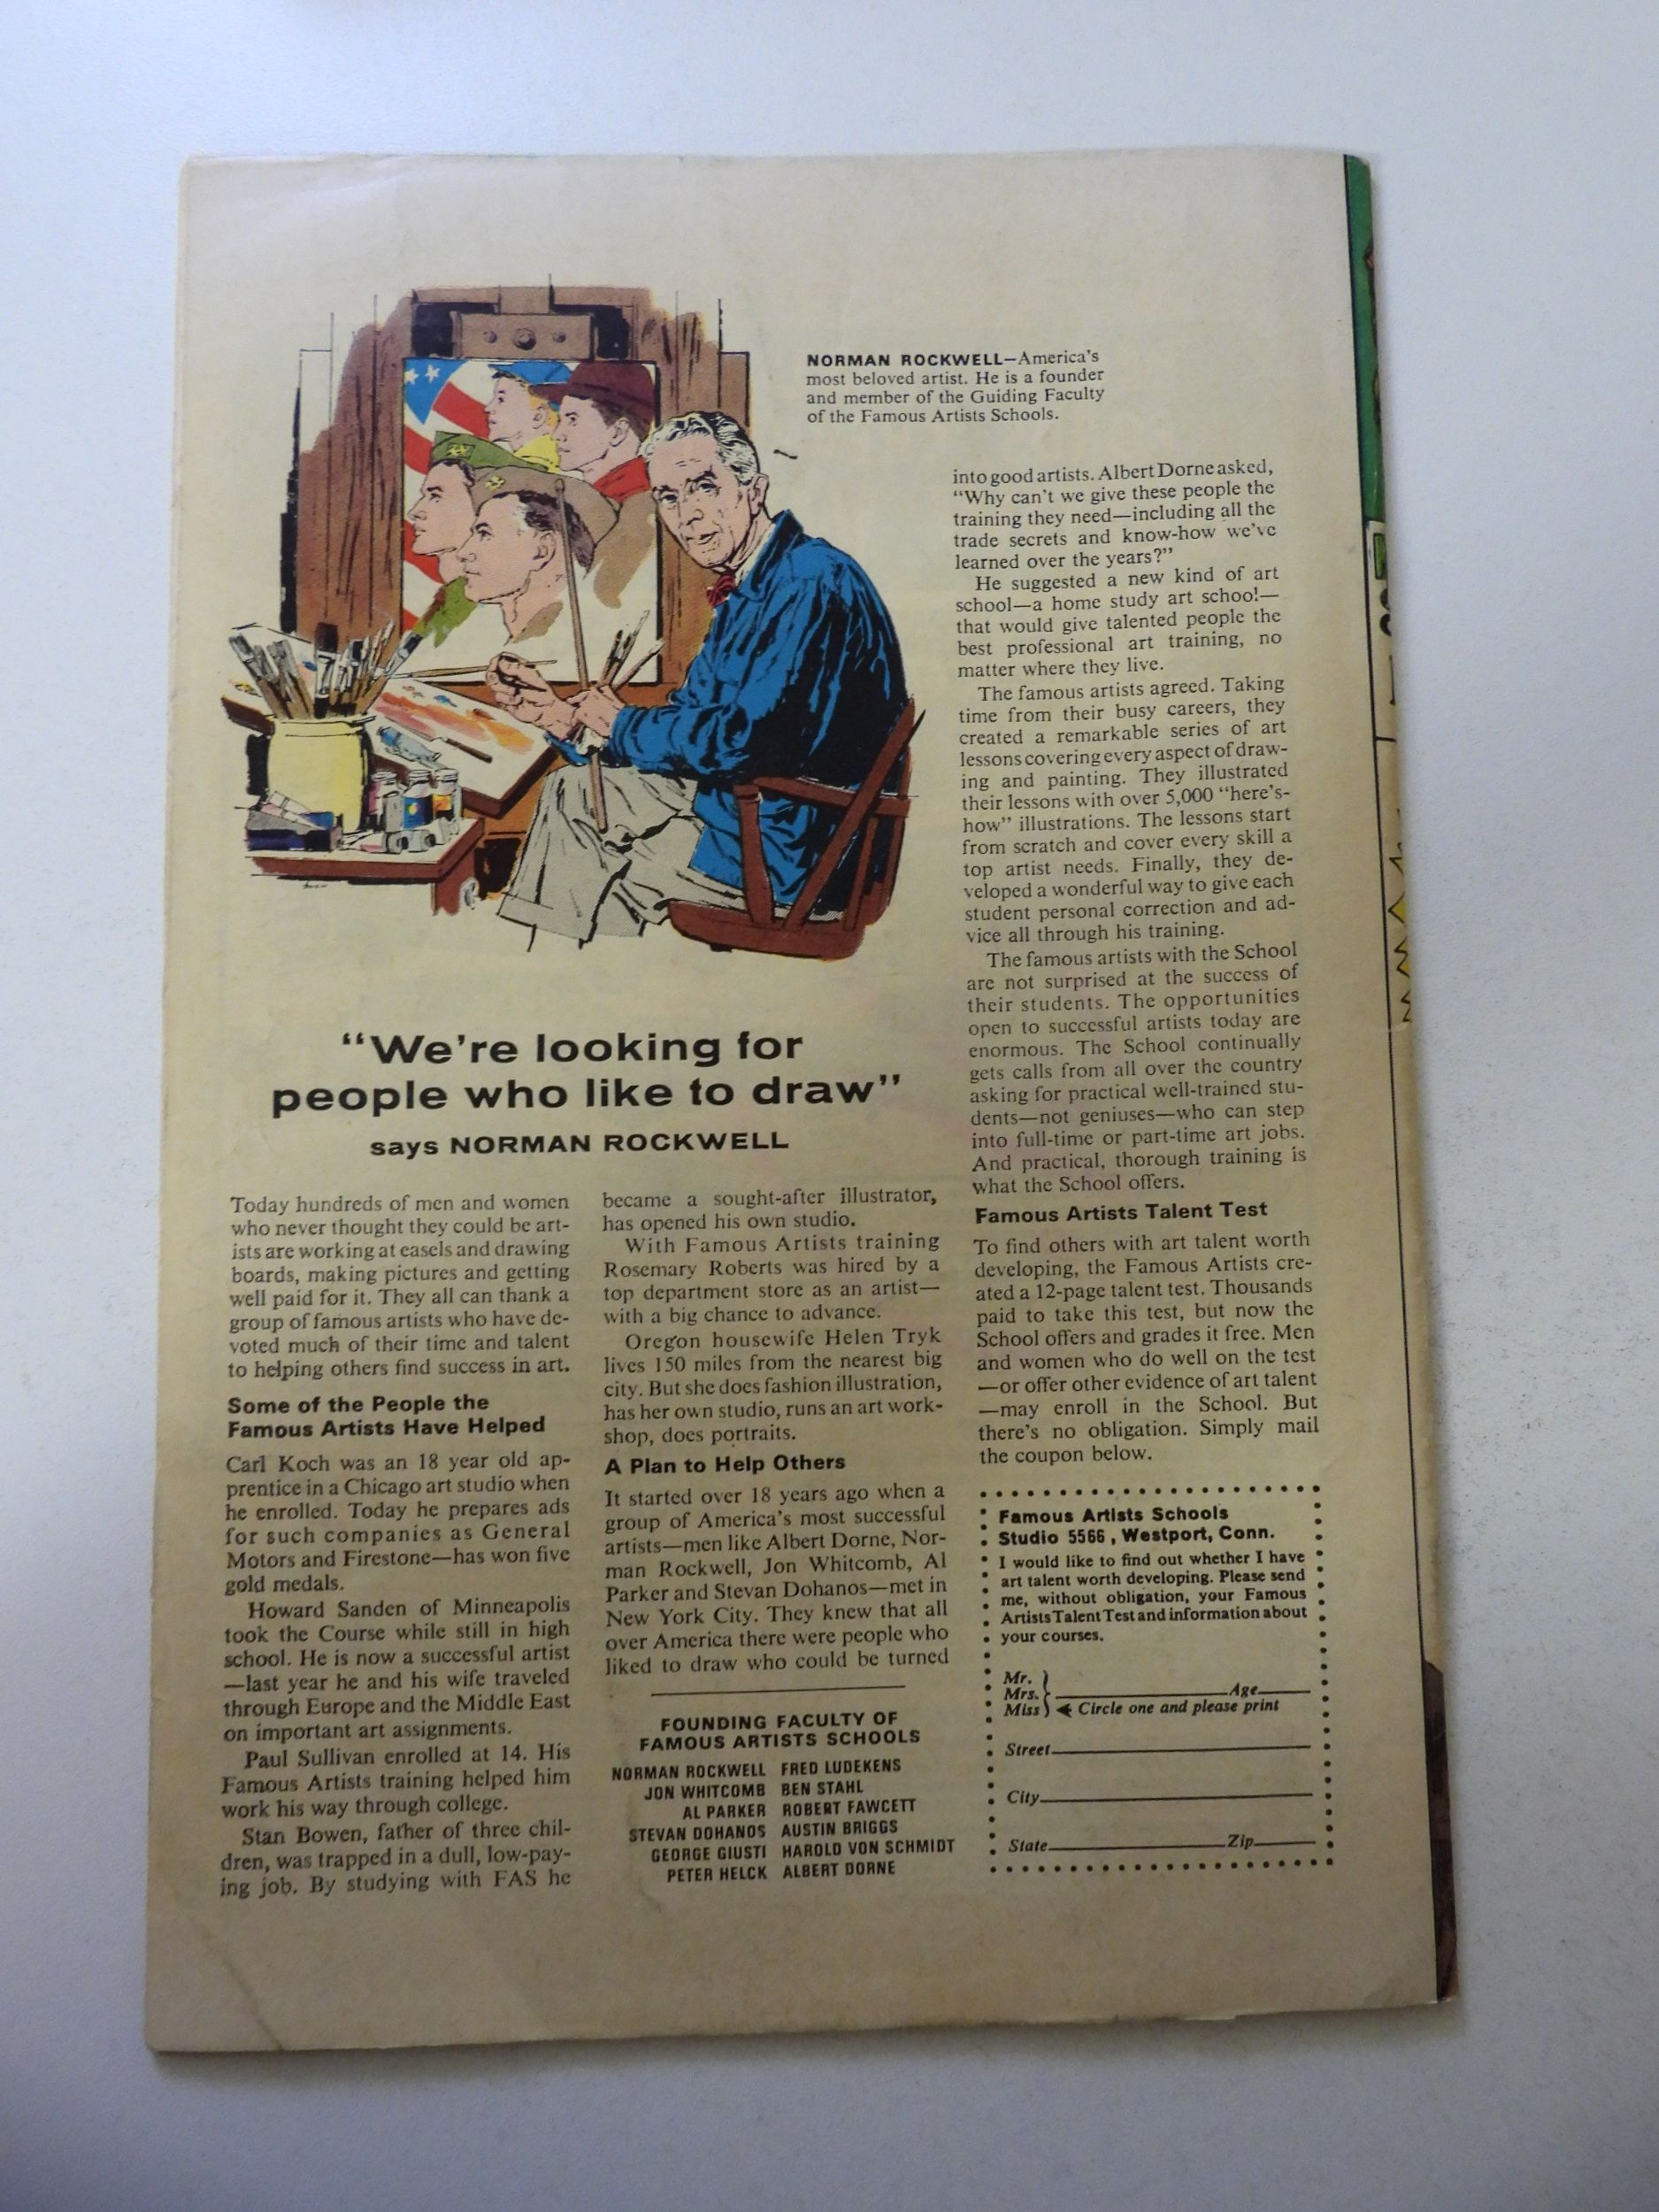 NORMAN ROCKWELL—America's
most beloved artist. He is a founder
and member of the Guiding Faculty
of the Famous Artists Schools.
"We're looking for
people who like to draw"
says NORMAN ROCKWELL
Today hundreds of men and women
who never thought they could be art-
ists are working at easels and drawing
boards, making pictures and getting
well paid for it. They all can thank a
group of famous artists who have de-
voted much of their time and talent
to helping others find success in art.
Some of the People the
Famous Artists Have Helped
Carl Koch was an 18 year old ap-
prentice in a Chicago art studio when
he enrolled. Today he prepares ads
for such companies as General
Motors and Firestone—has won five
gold medals.
Howard Sanden of Minneapolis
took the Course while still in high
school. He is now a successful artist
—last year he and his wife traveled
through Europe and the Middle East
on important art assignments.
Paul Sullivan enrolled at 14. His
Famous Artists training helped him
work his way through college.
Stan Bowen, father of three chil-
dren, was trapped in a dull, low-pay-
ing job. By studying with FAS he
became a sought-after illustrator,
has opened his own studio.
With Famous Artists training
Rosemary Roberts was hired by a
top department store as an artist—
with a big chance to advance.
Oregon housewife Helen Tryk
lives 150 miles from the nearest big
city. But she does fashion illustration,
has her own studio, runs an art work-
shop, does portraits.
A Plan to Help Others
It started over 18 years ago when a
group of America's most successful
artists—men like Albert Dorne, Nor-
man Rockwell, Jon Whitcomb, Al
Parker and Stevan Dohanos—met in
New York City. They knew that all
over America there were people who
liked to draw who could be turned
into good artists. Albert Dorne asked,
"Why can't we give these people the
training they need—including all the
trade secrets and know-how we've
learned over the years?"
He suggested a new kind of art
school—a home study art school—
that would give talented people the
best professional art training, no
matter where they live.
The famous artists agreed. Taking
time from their busy careers, they
created a remarkable series of art
lessons covering every aspect of draw-
ing and painting. They illustrated
their lessons with over 5,000 "here's-
how" illustrations. The lessons start
from scratch and cover every skill a
top artist needs. Finally, they de-
veloped a wonderful way to give each
student personal correction and ad-
vice all through his training.
The famous artists with the School
are not surprised at the success of
their students. The opportunities
open to successful artists today are
enormous. The School continually
gets calls from all over the country
asking for practical well-trained stu-
dents—not geniuses—who can step
into full-time or part-time art jobs.
And practical, thorough training is
what the School offers.
Famous Artists Talent Test
To find others with art talent worth
developing, the Famous Artists cre-
ated a 12-page talent test. Thousands
paid to take this test, but now the
School offers and grades it free. Men
and women who do well on the test
—or offer other evidence of art talent
—may enroll in the School. But
there's no obligation. Simply mail
the coupon below.
FOUNDING FACULTY OF
FAMOUS ARTISTS SCHOOLS
NORMAN ROCKWELL FRED LUDEKENS
JON WHITCOMB BEN STAHL
AL PARKER ROBERT FAWCETT
STEVAN DOHANOS AUSTIN BRIGGS
GEORGE GIUSTI HAROLD VON SCHMIDT
PETER HELCK ALBERT DORNE
Famous Artists Schools
Studio 5566, Westport, Conn.
I would like to find out whether I have
art talent worth developing. Please send
me, without obligation, your Famous
Artists Talent Test and information about
your courses.
Mr.
Mrs. Age
Miss Circle one and please print
Street
City
State Zip